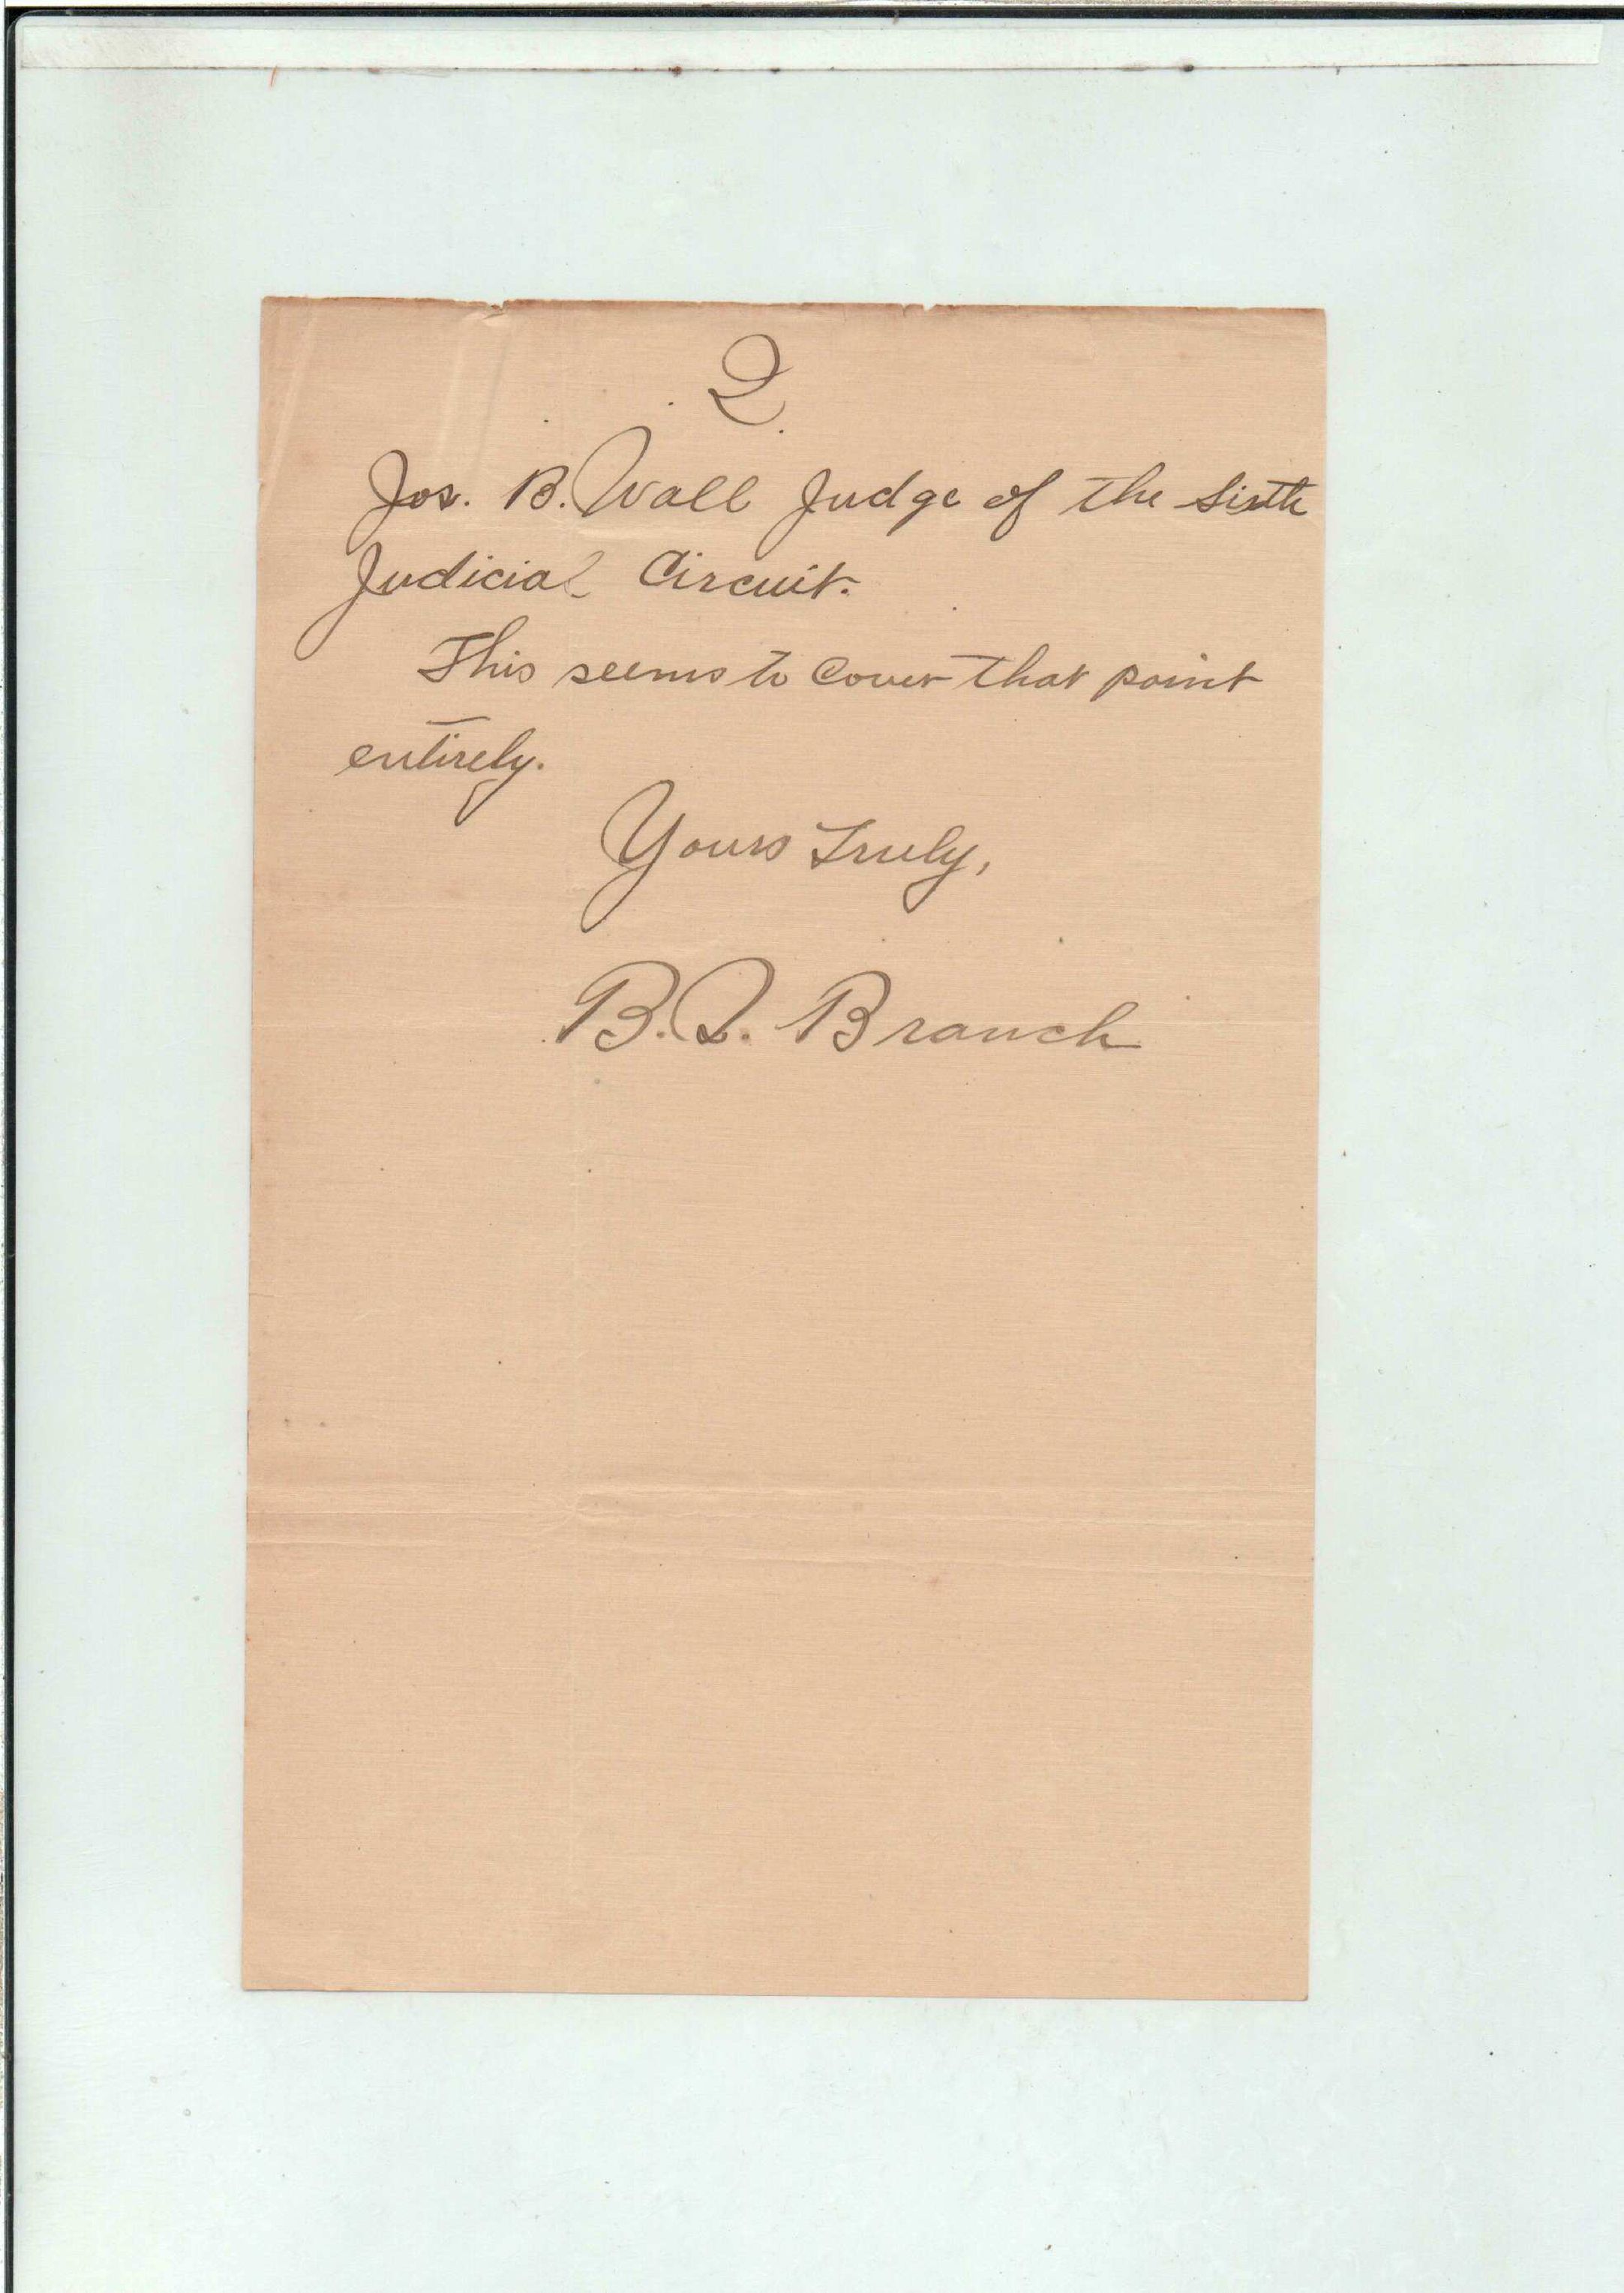 2
Jos. B. Wall Judge of the Sixth
Judicial Circuit.
This seems to cover that point
entirely.
Yours Truly,
B. Branch